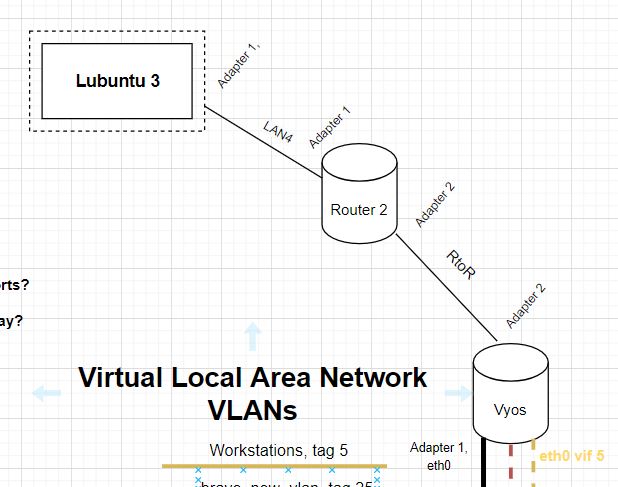 Adapter 1,
Lubuntu 3
LAN4
Adapter 1
Router 2
Adapter 2
RtoR
rts?
Adapter 2
ay?
Virtual Local Area Network
VLANs
Vyos
Workstations, tag 5
Adapter 1,
eth0
eth0 vif 5
brave_new_vlan, tag 25